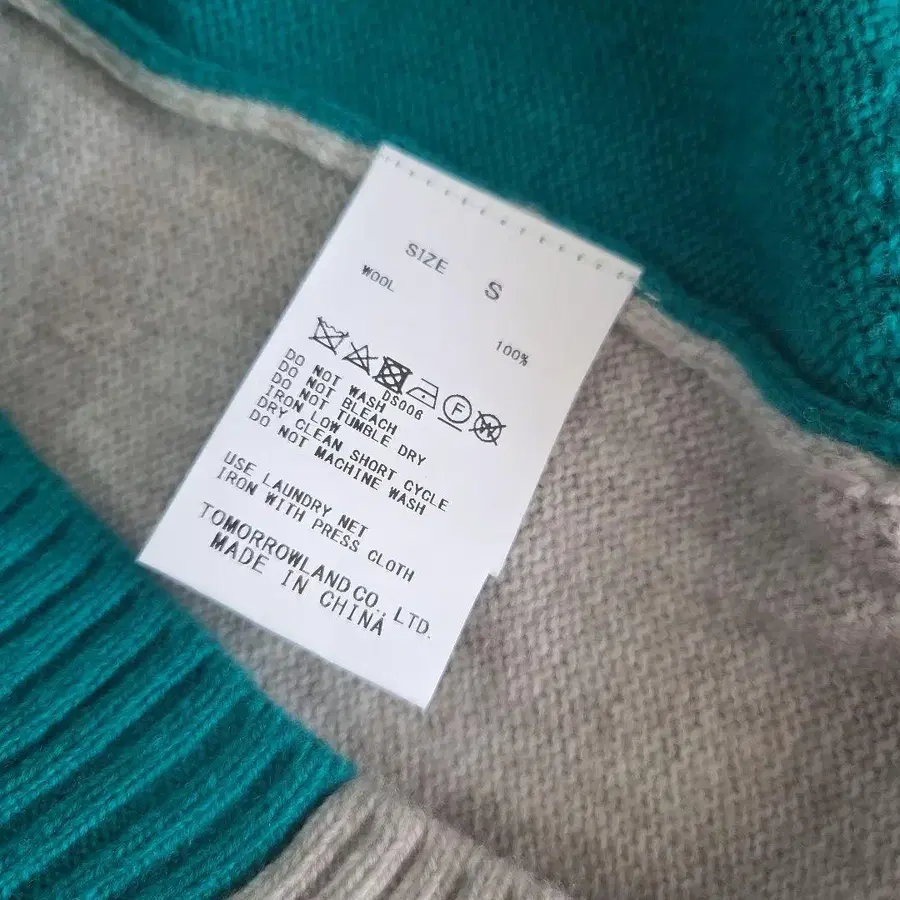 SIZE S
WOOL 100%
F W
DS006
DO NOT WASH
DO NOT BLEACH
DO NOT TUMBLE DRY
IRON LOW
DRY CLEAN SHORT CYCLE
DO NOT MACHINE WASH
USE LAUNDRY NET
IRON WITH PRESS CLOTH
TOMORROWLAND CO., LTD.
MADE IN CHINA